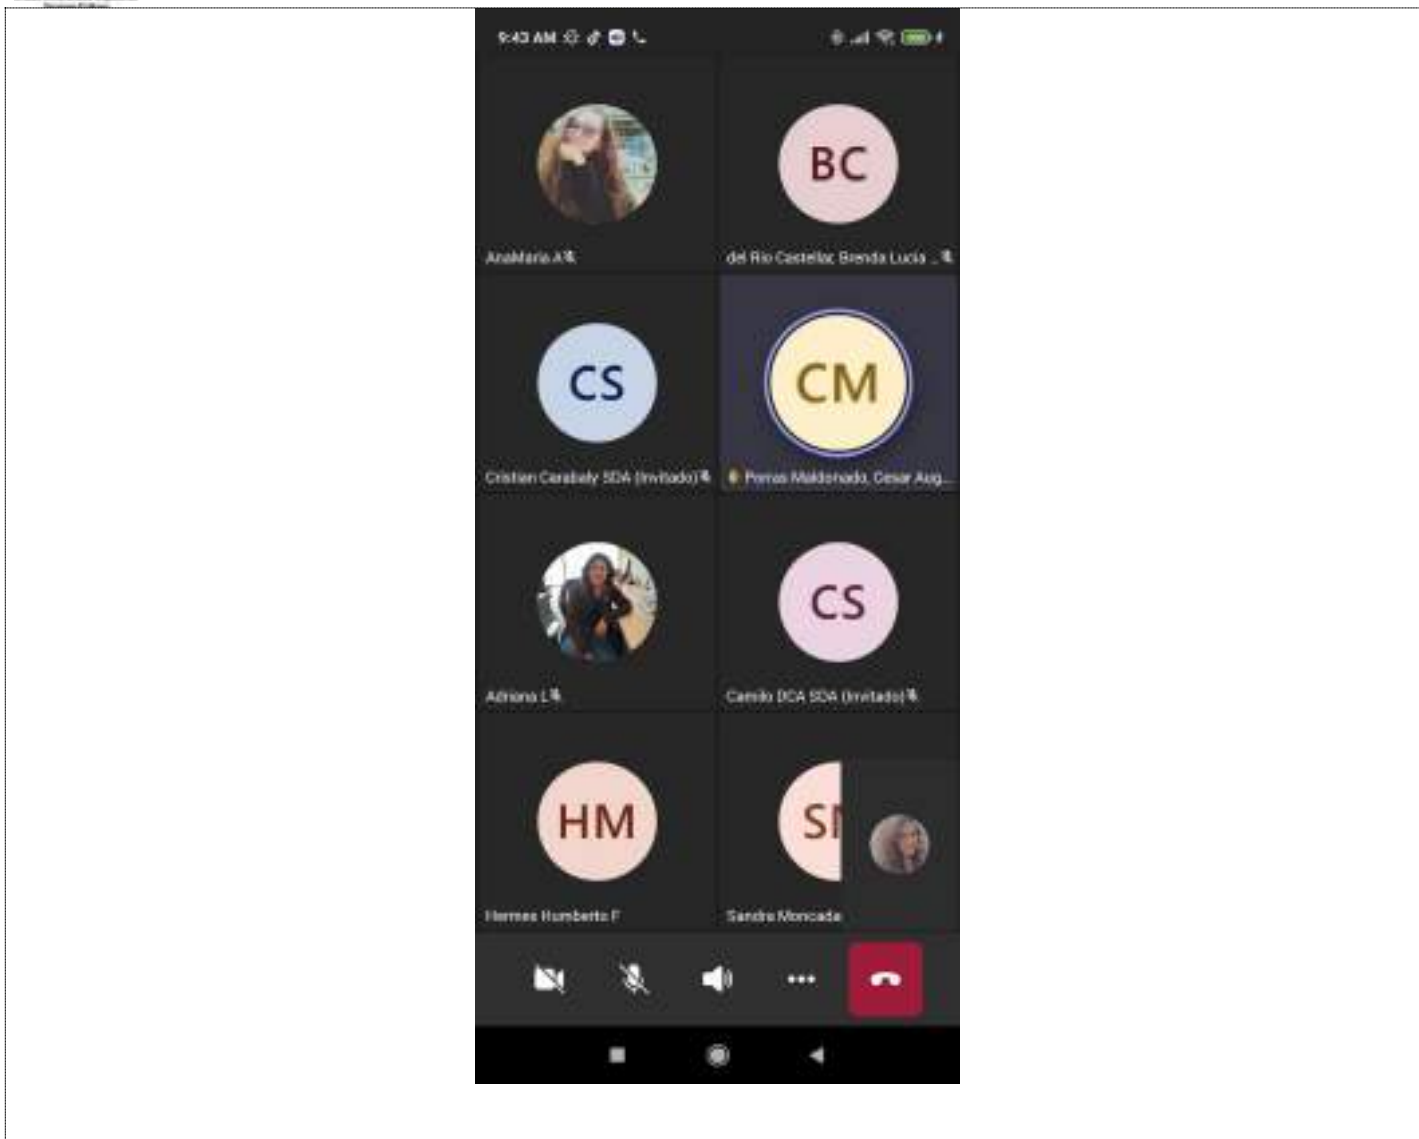 9:43 AM
BC
AnaMaria A
del Rio Castellar, Brenda Lucia ...
CS
CM
Cristian Carabaly SDA (Invitado)
Porras Maldonado, Cesar Aug...
CS
Adriana L
Camilo DCA SDA (Invitado)
HM
Hermes Humberto F
Sandra Moncada